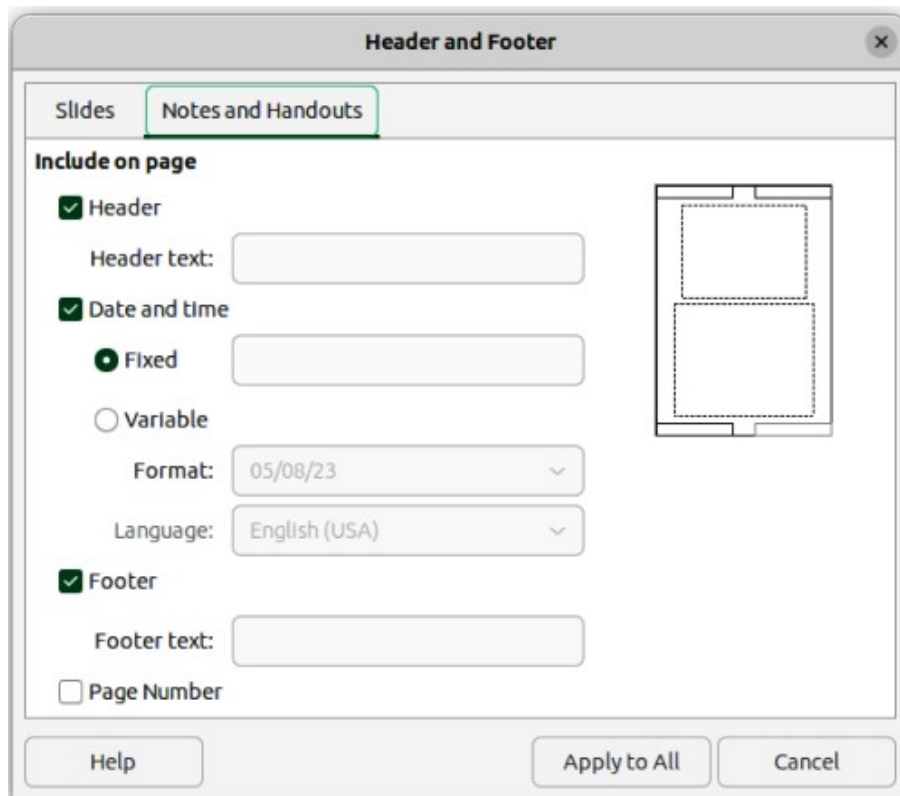 Header and Footer
Slides Notes and Handouts
Include on page
Header
Header text:
Date and time
Fixed
Variable
Format: 05/08/23
Language: English (USA)
Footer
Footer text:
Page Number
Help Apply to All Cancel